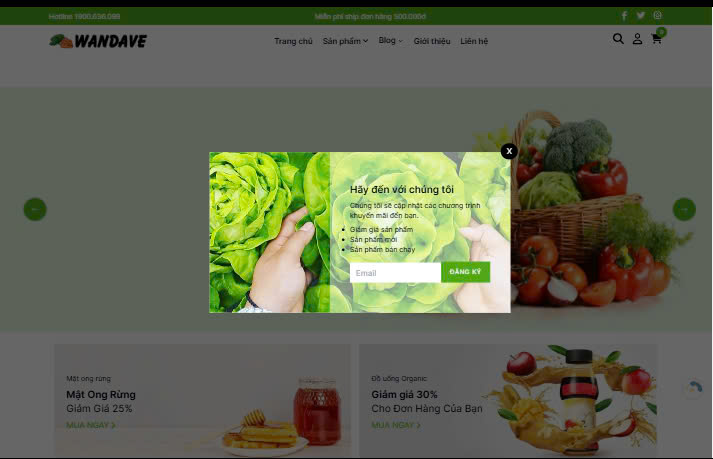 Hotline 1900.636.099
Miễn phí ship đơn hàng 500.000đ
WANDAVE
Trang chủ
Sản phẩm
Blog
Giới thiệu
Liên hệ
0
X
Hãy đến với chúng tôi
Chúng tôi sẽ cập nhật các chương trình
khuyến mãi đến bạn.
Giảm giá sản phẩm
Sản phẩm mới
Sản phẩm bán chạy
Email
ĐĂNG KÝ
Mật ong rừng
Mật Ong Rừng
Giảm Giá 25%
MUA NGAY
Đồ uống Organic
Giảm giá 30%
Cho Đơn Hàng Của Bạn
MUA NGAY